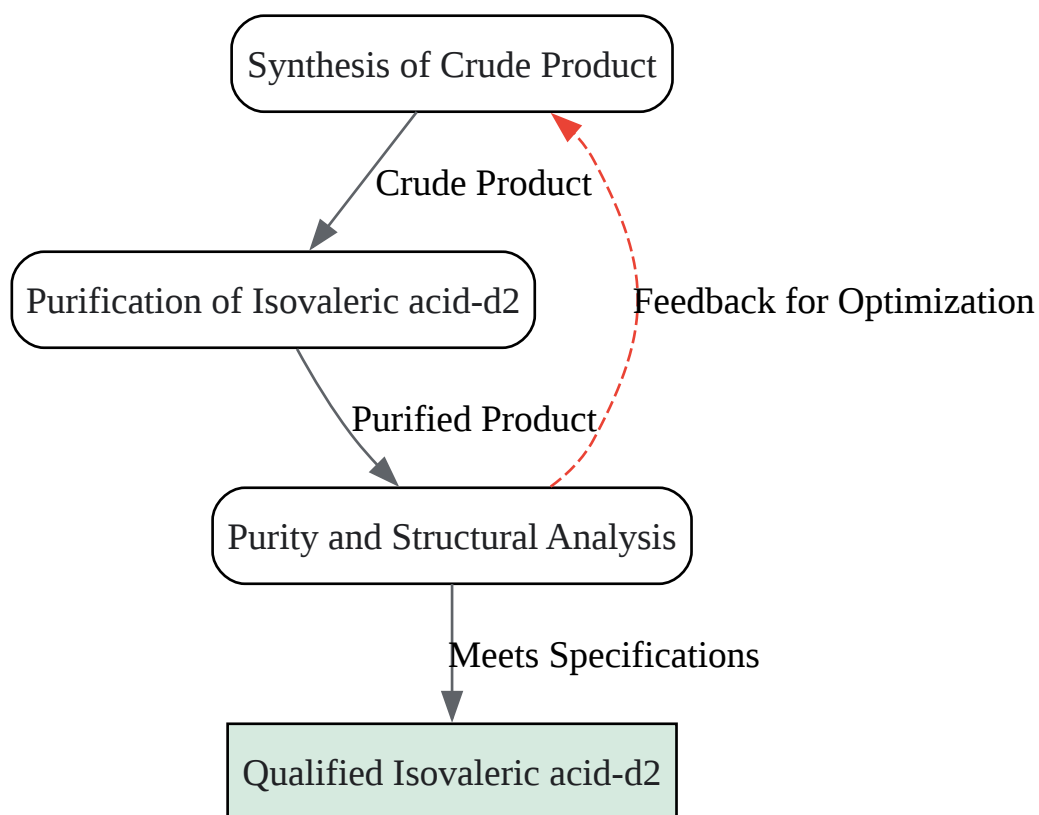 Synthesis of Crude Product
Crude Product
Purification of Isovaleric acid-d2
Feedback for Optimization
Purified Product
Purity and Structural Analysis
Meets Specifications
Qualified Isovaleric acid-d2